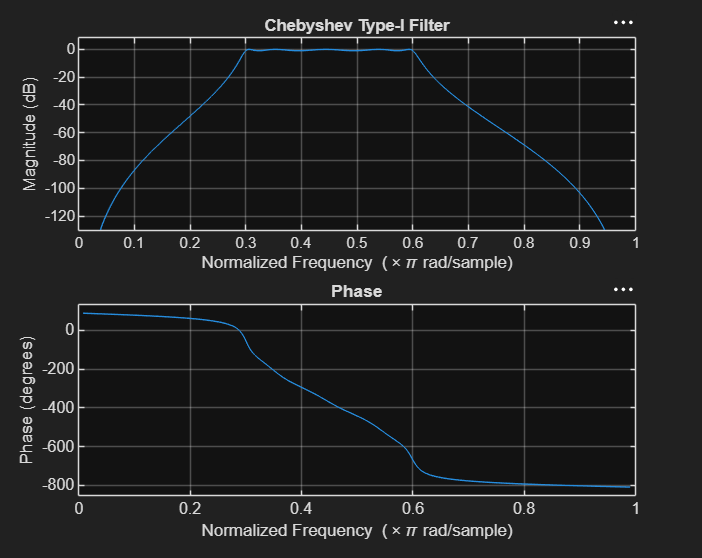 Chebyshev Type-I Filter
0
-20
-40
-60
-80
-100
-120
Magnitude (dB)
0 0.1 0.2 0.3 0.4 0.5 0.6 0.7 0.8 0.9 1
Normalized Frequency (× π rad/sample)
Phase
0
-200
-400
-600
-800
Phase (degrees)
0 0.2 0.4 0.6 0.8 1
Normalized Frequency (× π rad/sample)